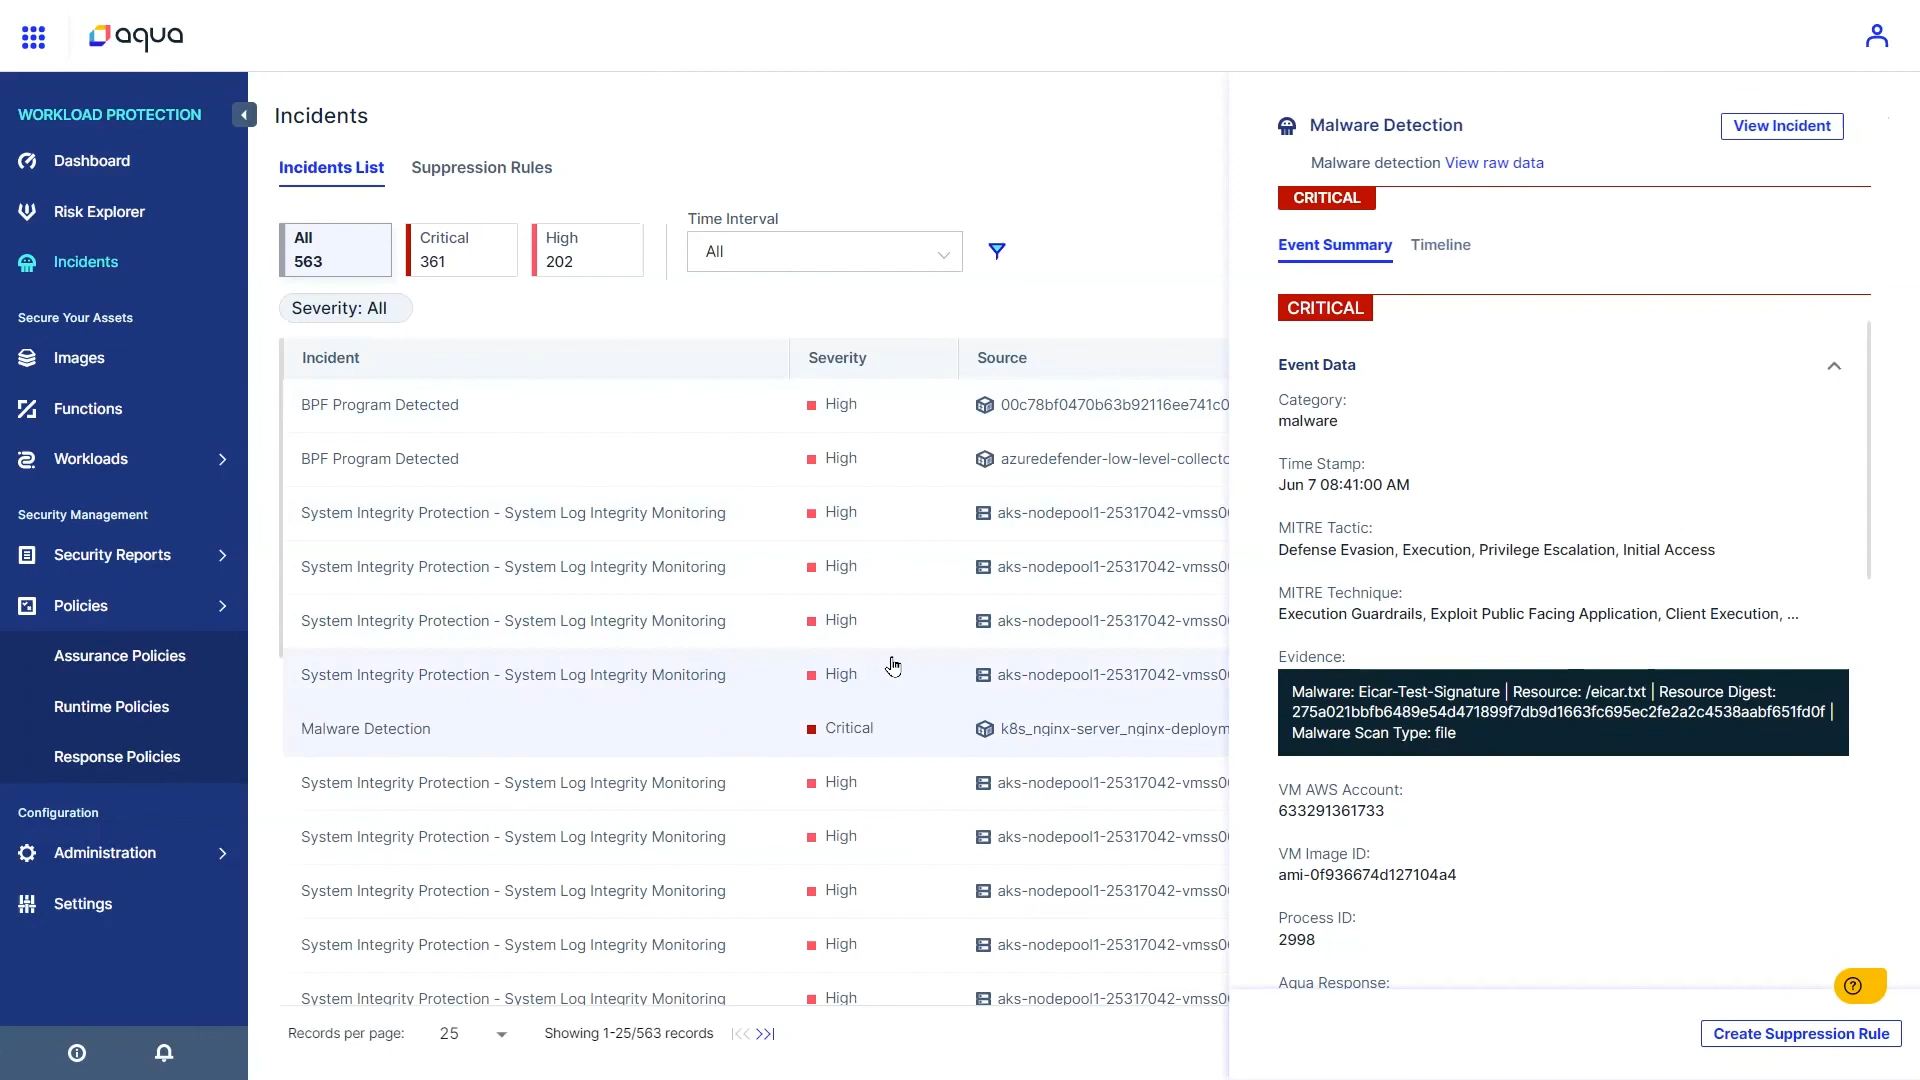 aqua
WORKLOAD PROTECTION
Dashboard
Risk Explorer
Incidents
Secure Your Assets
Images
Functions
Workloads
Security Management
Security Reports
Policies
Assurance Policies
Runtime Policies
Response Policies
Configuration
Administration
Settings
Incidents
Incidents List
Suppression Rules
All
563
Critical
361
High
202
Time Interval
All
Severity: All
Incident Severity Source
BPF Program Detected High 00c78bf0470b63b92116ee741c0
BPF Program Detected High azuredefender-low-level-collecto
System Integrity Protection - System Log Integrity Monitoring High aks-nodepool1-25317042-vmss0
System Integrity Protection - System Log Integrity Monitoring High aks-nodepool1-25317042-vmss0
System Integrity Protection - System Log Integrity Monitoring High aks-nodepool1-25317042-vmss0
System Integrity Protection - System Log Integrity Monitoring High aks-nodepool1-25317042-vmss0
Malware Detection Critical k8s_nginx-server_nginx-deploym
System Integrity Protection - System Log Integrity Monitoring High aks-nodepool1-25317042-vmss0
System Integrity Protection - System Log Integrity Monitoring High aks-nodepool1-25317042-vmss0
System Integrity Protection - System Log Integrity Monitoring High aks-nodepool1-25317042-vmss0
System Integrity Protection - System Log Integrity Monitoring High aks-nodepool1-25317042-vmss0
System Integrity Protection - System Log Integrity Monitoring High aks-nodepool1-25317042-vmss0
Records per page: 25 Showing 1-25/563 records
Malware Detection
View Incident
Malware detection View raw data
CRITICAL
Event Summary
Timeline
CRITICAL
Event Data
Category:
malware
Time Stamp:
Jun 7 08:41:00 AM
MITRE Tactic:
Defense Evasion, Execution, Privilege Escalation, Initial Access
MITRE Technique:
Execution Guardrails, Exploit Public Facing Application, Client Execution, ...
Evidence:
Malware: Eicar-Test-Signature | Resource: /eicar.txt | Resource Digest:
275a021bbfb6489e54d471899f7db9d1663fc695ec2fe2a2c4538aabf651fd0f |
Malware Scan Type: file
VM AWS Account:
633291361733
VM Image ID:
ami-0f936674d127104a4
Process ID:
2998
Aqua Response:
Create Suppression Rule